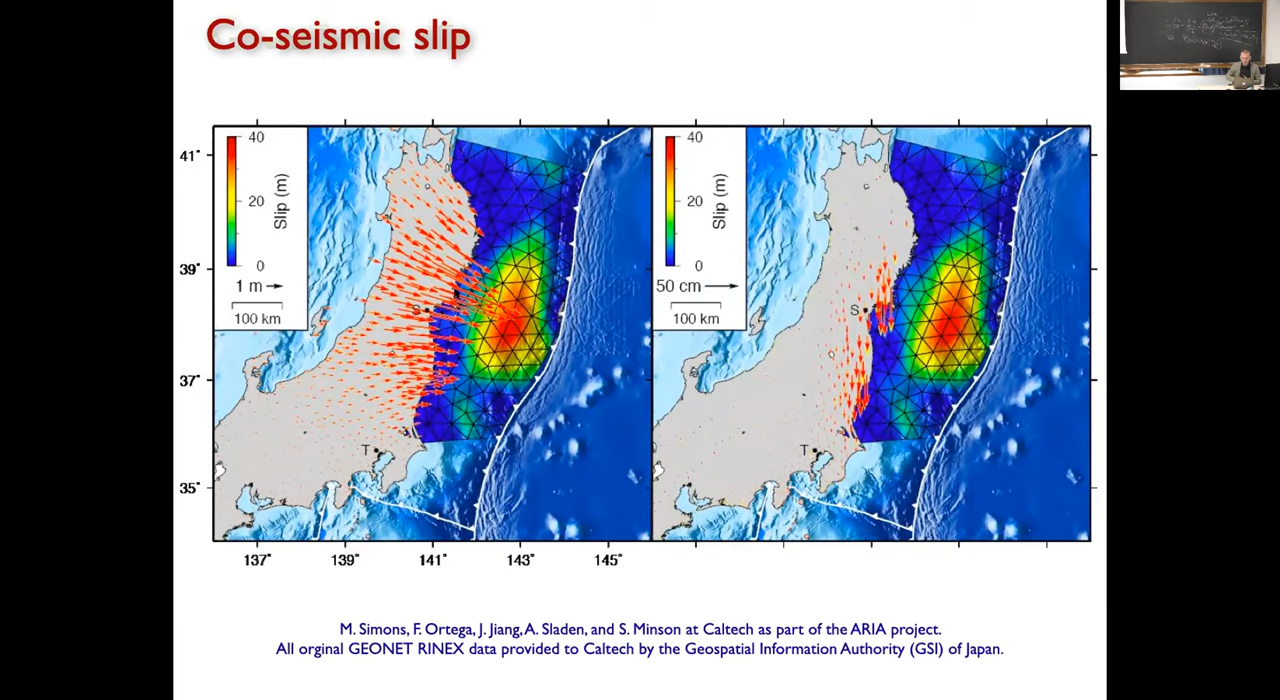 Co-seismic slip
40
20
0
Slip (m)
1 m
100 km
S
T
40
20
0
Slip (m)
50 cm
100 km
S
T
41°
39°
37°
35°
137° 139° 141° 143° 145°
M. Simons, F. Ortega, J. Jiang, A. Sladen, and S. Minson at Caltech as part of the ARIA project.
All orginal GEONET RINEX data provided to Caltech by the Geospatial Information Authority (GSI) of Japan.